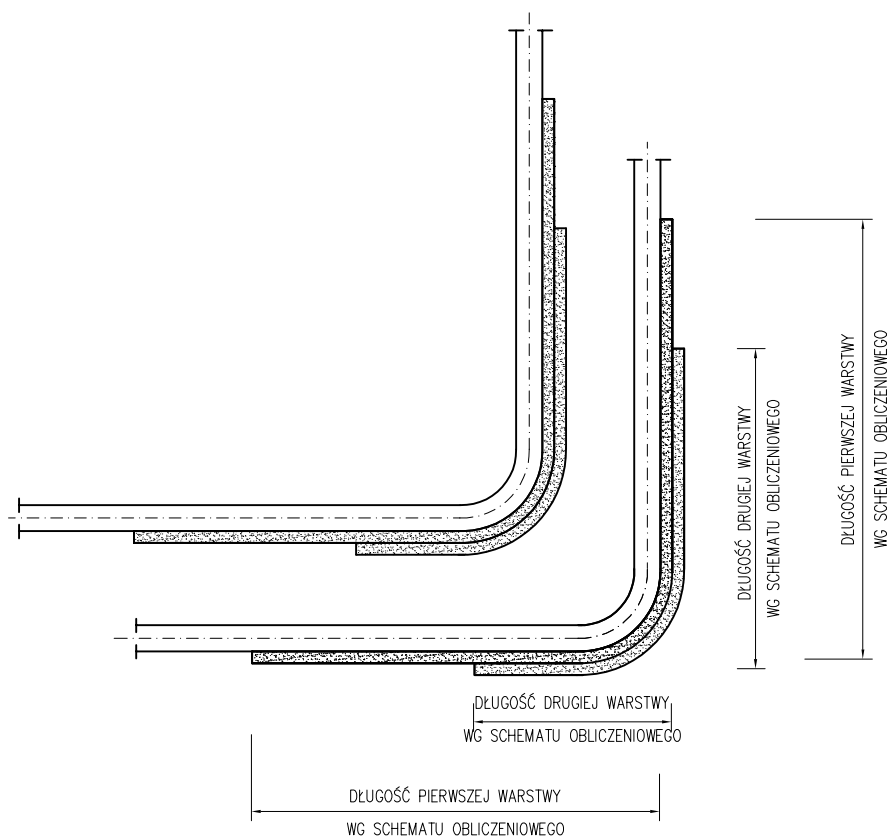 DŁUGOŚĆ DRUGIEJ WARSTWY
WG SCHEMATU OBLICZENIOWEGO
DŁUGOŚĆ PIERWSZEJ WARSTWY
WG SCHEMATU OBLICZENIOWEGO
DŁUGOŚĆ DRUGIEJ WARSTWY
WG SCHEMATU OBLICZENIOWEGO
DŁUGOŚĆ PIERWSZEJ WARSTWY
WG SCHEMATU OBLICZENIOWEGO